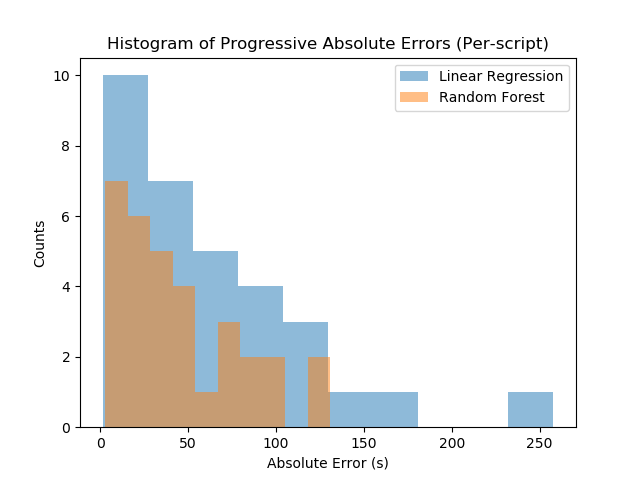 Histogram of Progressive Absolute Errors (Per-script)
Linear Regression
Random Forest
Counts
10
8
6
4
2
0
0 50 100 150 200 250
Absolute Error (s)